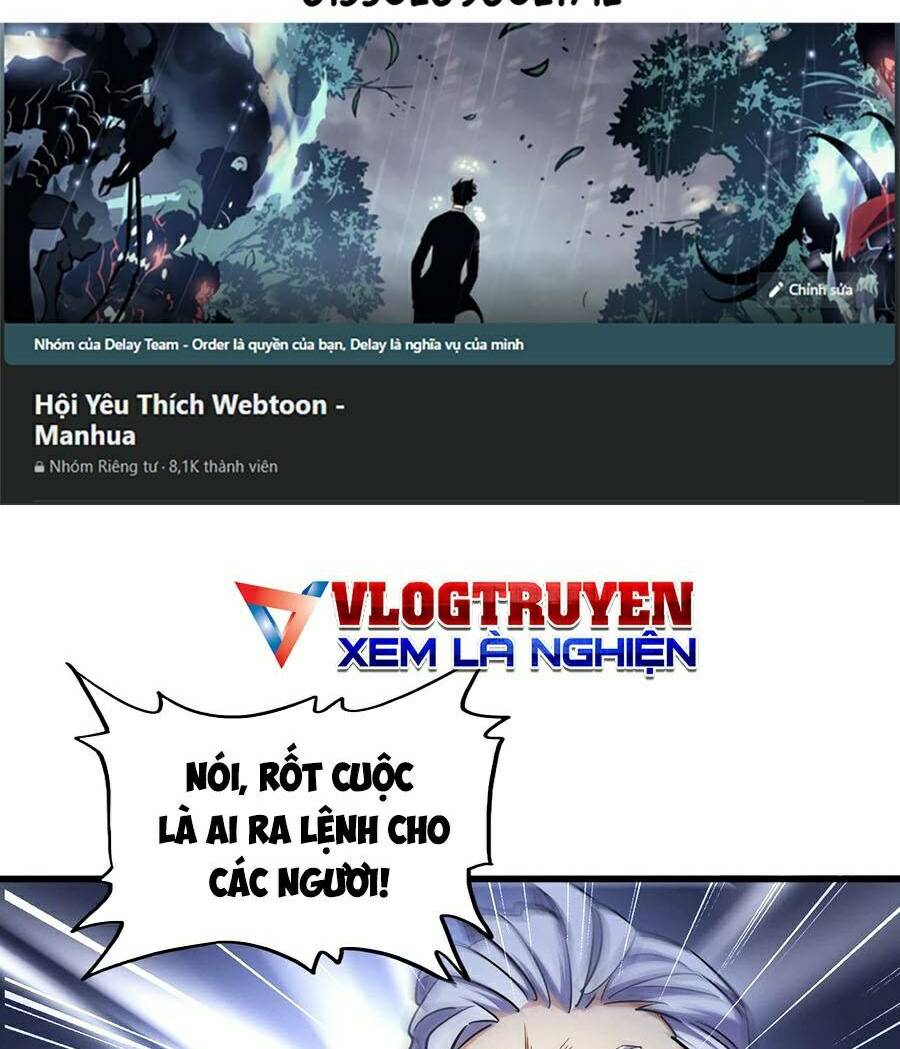 Chỉnh sửa
Nhóm của Delay Team - Order là quyền của bạn, Delay là nghĩa vụ của mình
Hội Yêu Thích Webtoon -
Manhua
Nhóm Riêng tư · 8,1K thành viên
VLOGTRUYEN
XEM LÀ NGHIỆN
NÓI, RỐT CUỘC
LÀ AI RA LỆNH CHO
CÁC NGƯƠI!